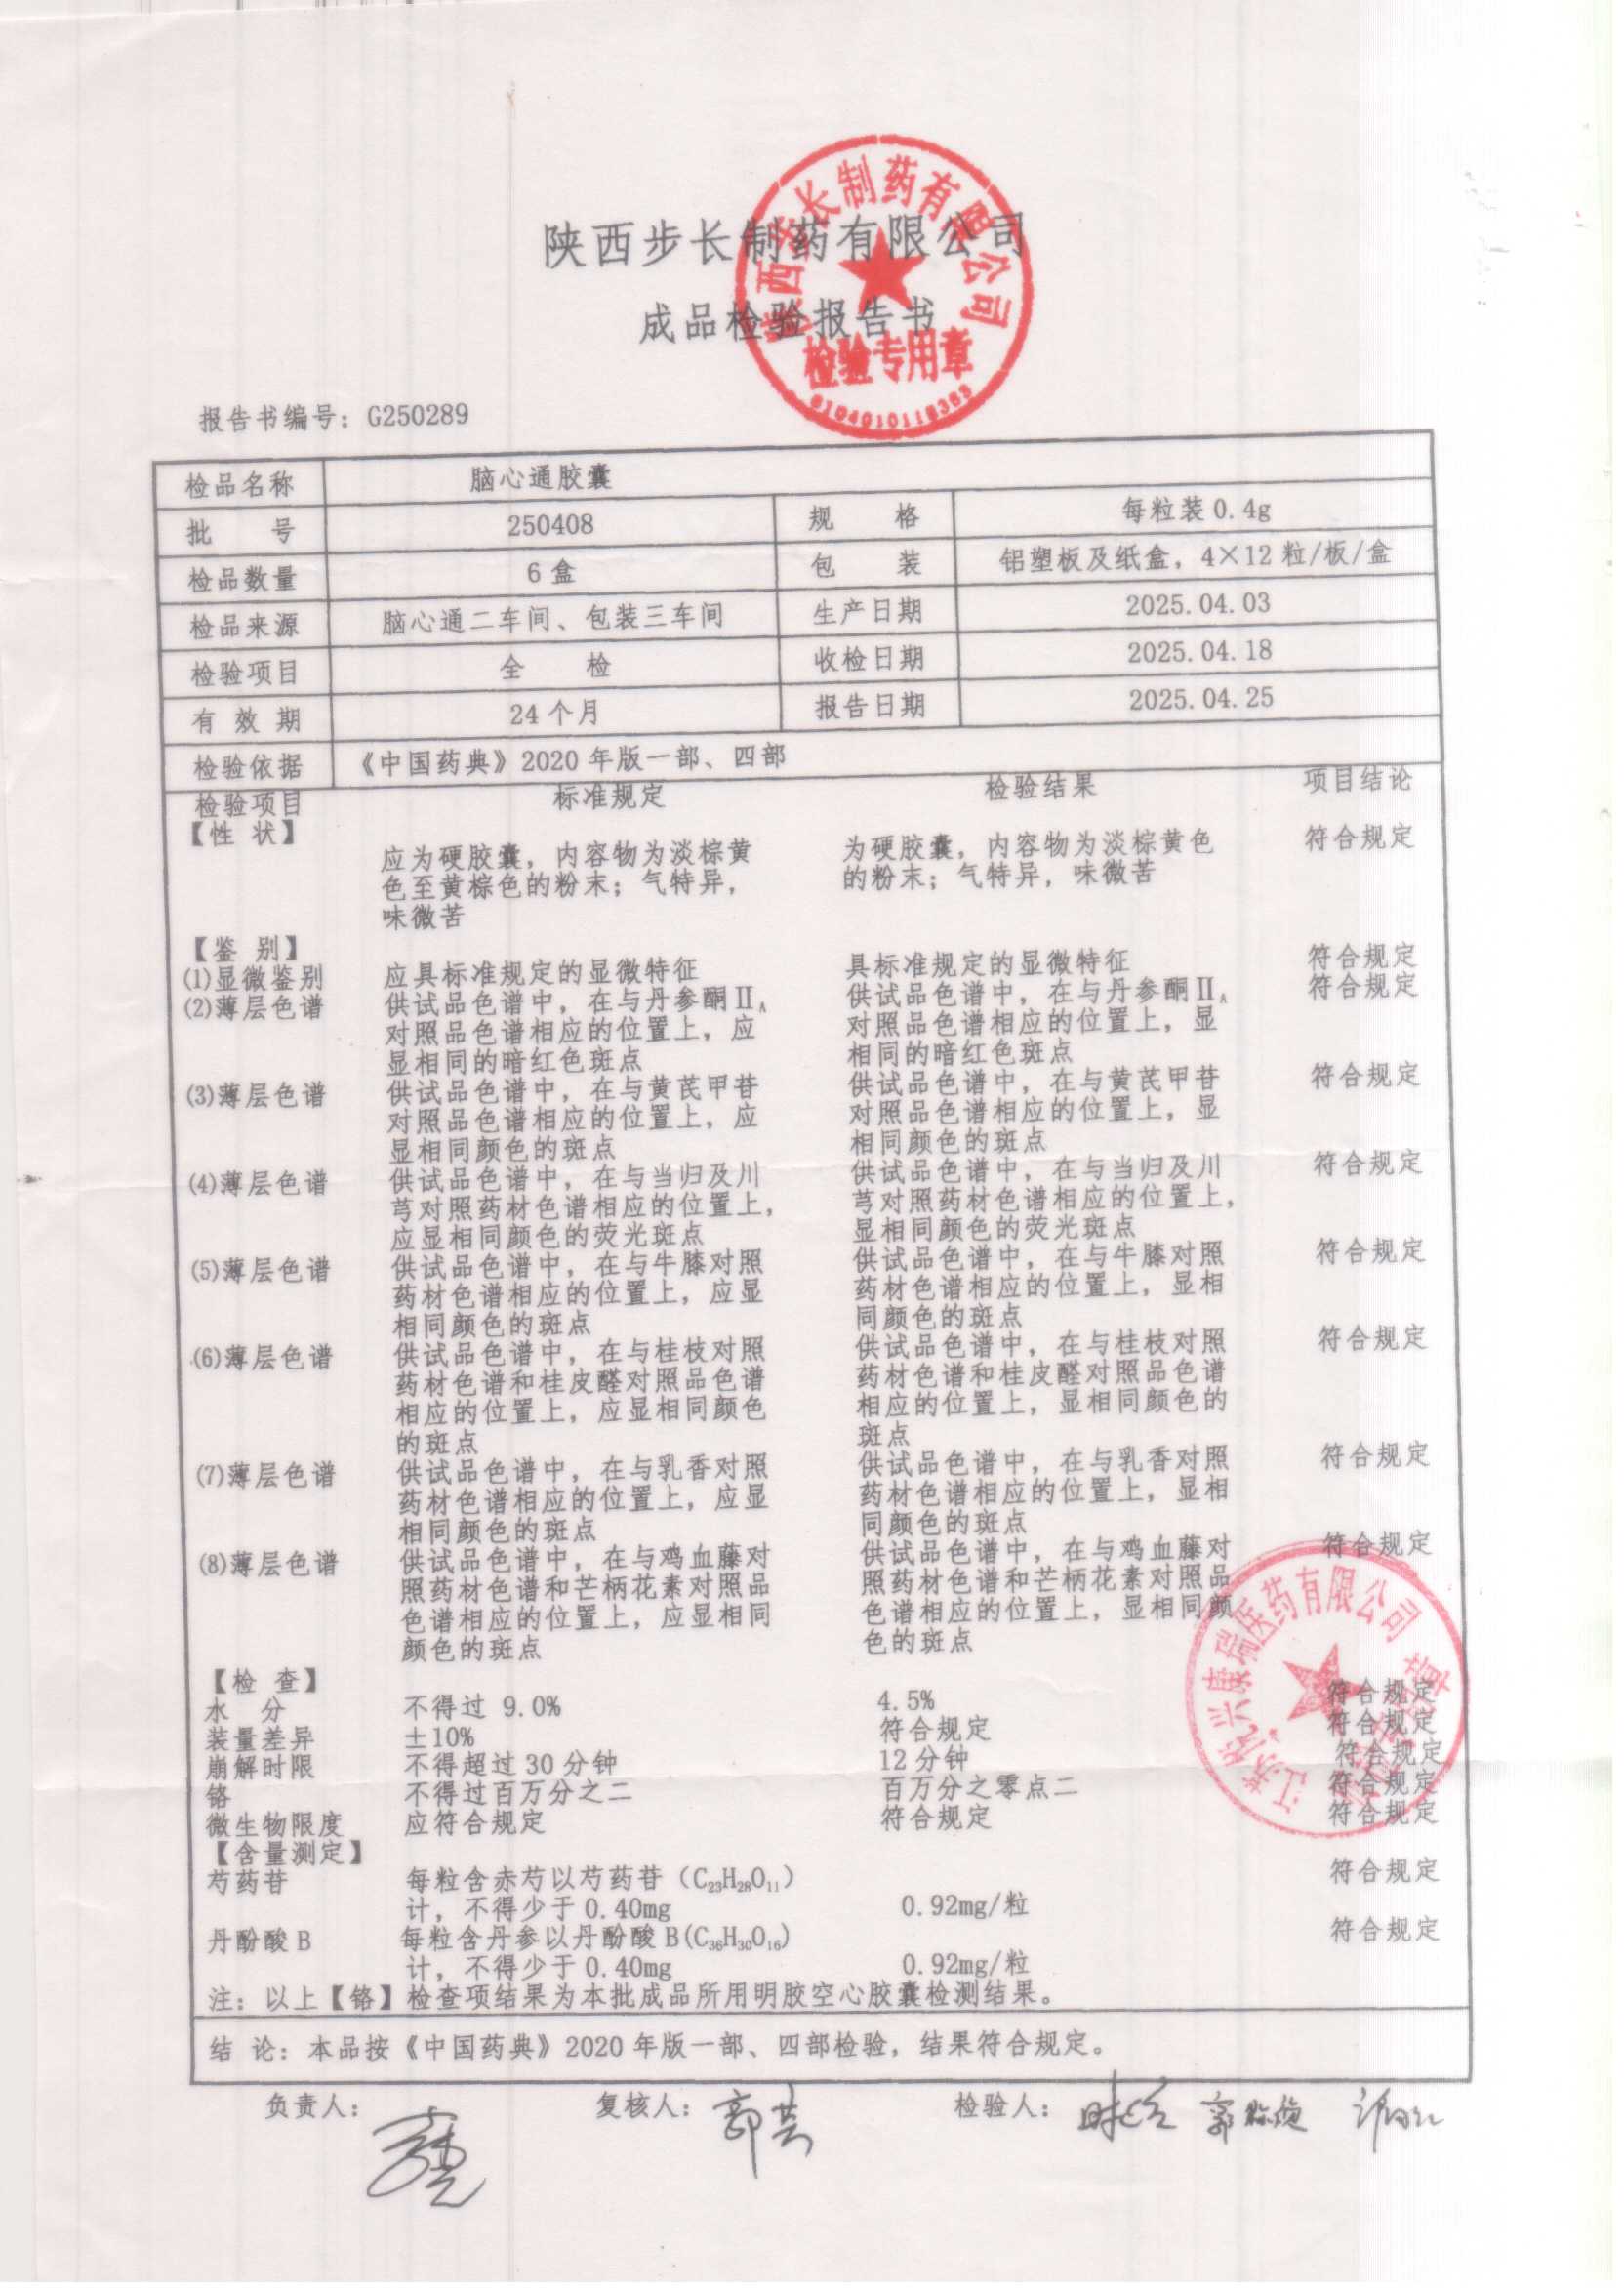 陕西步长制药有限公司
成品检验报告书
检验专用章
6104010118363
报告书编号：G250289
检品名称 脑心通胶囊
批 号 250408 规 格 每粒装0.4g
检品数量 6盒 包 装 铝塑板及纸盒，4×12粒/板/盒
检品来源 脑心通二车间、包装三车间 生产日期 2025.04.03
检验项目 全 检 收检日期 2025.04.18
有 效 期 24个月 报告日期 2025.04.25
检验依据 《中国药典》2020年版一部、四部
检验项目 标准规定 检验结果 项目结论
【性 状】 符合规定
应为硬胶囊，内容物为淡棕黄 为硬胶囊，内容物为淡棕黄色
色至黄棕色的粉末；气特异， 的粉末；气特异，味微苦
味微苦
【鉴 别】
⑴显微鉴别 应具标准规定的显微特征 具标准规定的显微特征 符合规定
⑵薄层色谱 供试品色谱中，在与丹参酮ⅡA 供试品色谱中，在与丹参酮ⅡA 符合规定
对照品色谱相应的位置上，应 对照品色谱相应的位置上，显
显相同的暗红色斑点 相同的暗红色斑点
⑶薄层色谱 供试品色谱中，在与黄芪甲苷 供试品色谱中，在与黄芪甲苷 符合规定
对照品色谱相应的位置上，应 对照品色谱相应的位置上，显
显相同颜色的斑点 相同颜色的斑点
⑷薄层色谱 供试品色谱中，在与当归及川 供试品色谱中，在与当归及川 符合规定
芎对照药材色谱相应的位置上， 芎对照药材色谱相应的位置上，
应显相同颜色的荧光斑点 显相同颜色的荧光斑点
⑸薄层色谱 供试品色谱中，在与牛膝对照 供试品色谱中，在与牛膝对照 符合规定
药材色谱相应的位置上，应显 药材色谱相应的位置上，显相
相同颜色的斑点 同颜色的斑点
⑹薄层色谱 供试品色谱中，在与桂枝对照 供试品色谱中，在与桂枝对照 符合规定
药材色谱和桂皮醛对照品色谱 药材色谱和桂皮醛对照品色谱
相应的位置上，应显相同颜色 相应的位置上，显相同颜色的
的斑点 斑点
⑺薄层色谱 供试品色谱中，在与乳香对照 供试品色谱中，在与乳香对照 符合规定
药材色谱相应的位置上，应显 药材色谱相应的位置上，显相
相同颜色的斑点 同颜色的斑点
⑻薄层色谱 供试品色谱中，在与鸡血藤对 供试品色谱中，在与鸡血藤对 符合规定
照药材色谱和芒柄花素对照品 照药材色谱和芒柄花素对照品
色谱相应的位置上，应显相同 色谱相应的位置上，显相同颜
颜色的斑点 色的斑点
【检 查】
水 分 不得过 9.0% 4.5% 符合规定
装量差异 ±10% 符合规定 符合规定
崩解时限 不得超过30分钟 12分钟 符合规定
铬 不得过百万分之二 百万分之零点二 符合规定
微生物限度 应符合规定 符合规定 符合规定
【含量测定】
芍药苷 每粒含赤芍以芍药苷（C23H28O11） 符合规定
计，不得少于0.40mg 0.92mg/粒
丹酚酸B 每粒含丹参以丹酚酸B(C36H30O16) 符合规定
计，不得少于0.40mg 0.92mg/粒
注：以上【铬】检查项结果为本批成品所用明胶空心胶囊检测结果。
结 论：本品按《中国药典》2020年版一部、四部检验，结果符合规定。
负责人： 复核人：郭芸 检验人：